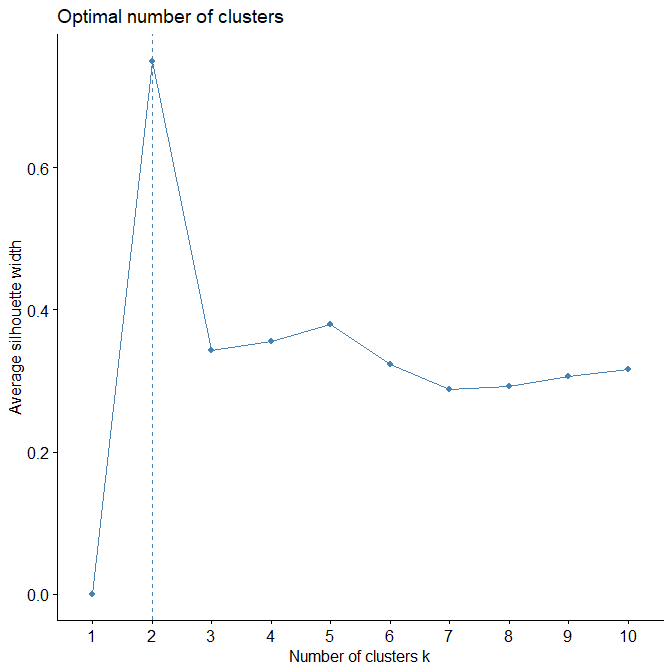 Optimal number of clusters
Average silhouette width
0.6
0.4
0.2
0.0
1 2 3 4 5 6 7 8 9 10
Number of clusters k